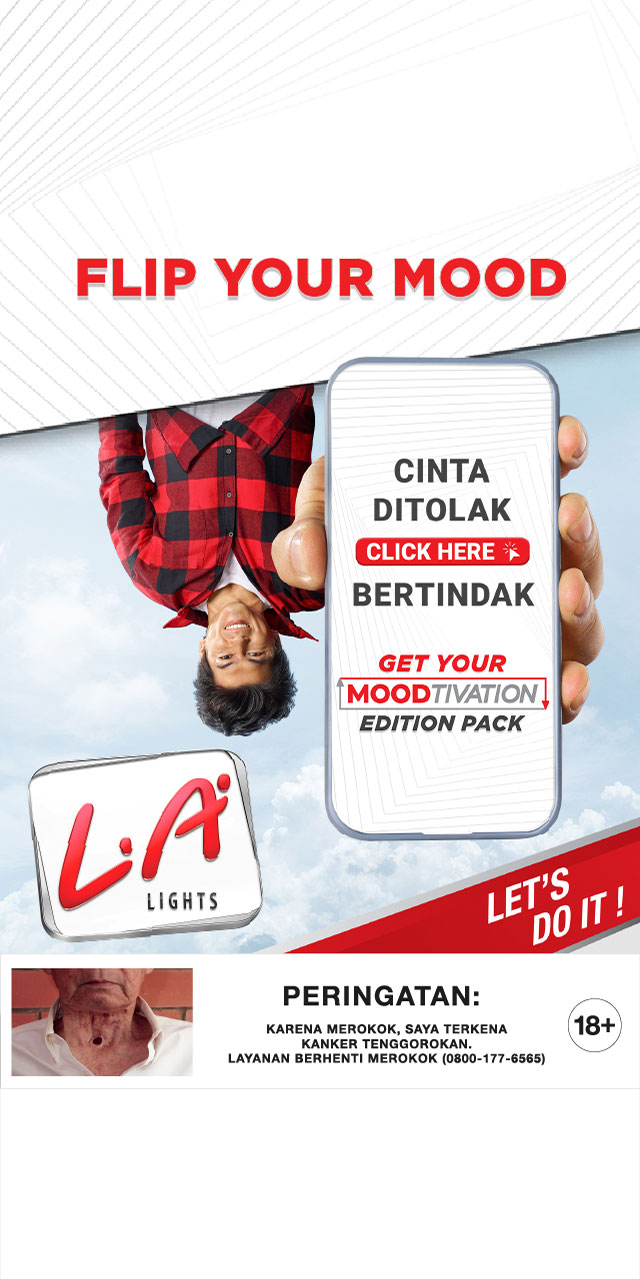 FLIP YOUR MOOD
CINTA
DITOLAK
CLICK HERE
BERTINDAK
GET YOUR
MOODTIVATION
EDITION PACK
L.A.
LIGHTS
LET'S
DO IT !
PERINGATAN:
KARENA MEROKOK, SAYA TERKENA
KANKER TENGGOROKAN.
LAYANAN BERHENTI MEROKOK (0800-177-6565)
18+